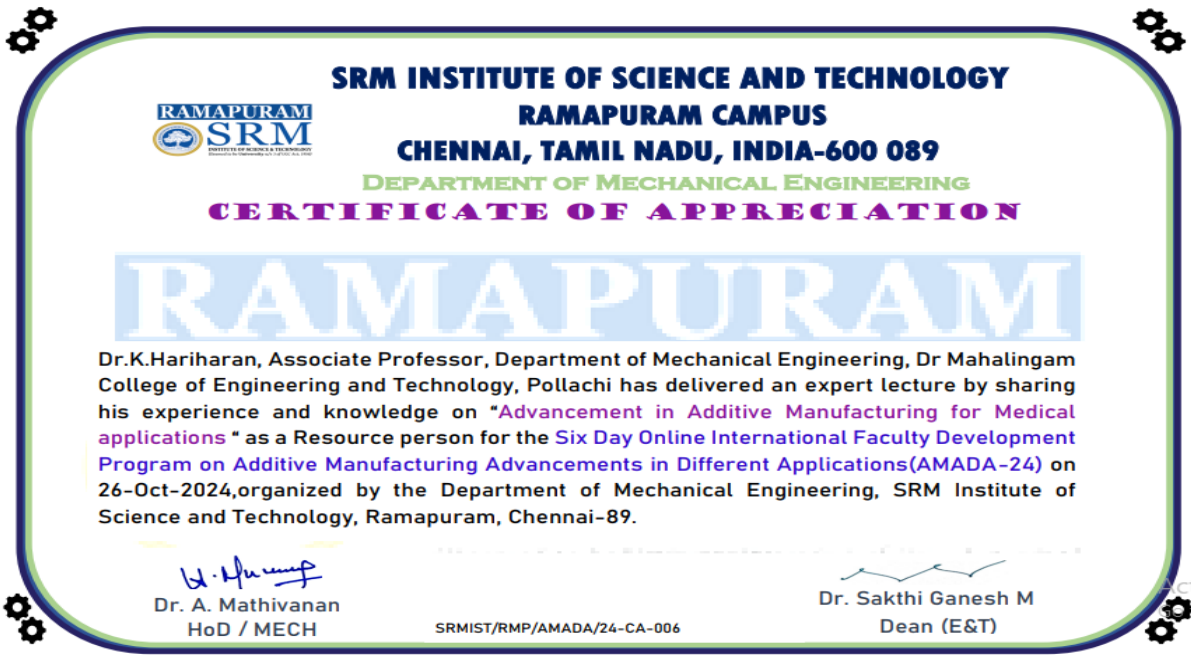 SRM INSTITUTE OF SCIENCE AND TECHNOLOGY
RAMAPURAM CAMPUS
CHENNAI, TAMIL NADU, INDIA-600 089
RAMAPURAM
SRM
INSTITUTE OF SCIENCE & TECHNOLOGY
DEPARTMENT OF MECHANICAL ENGINEERING
CERTIFICATE OF APPRECIATION
RAMAPURAM
Dr.K.Hariharan, Associate Professor, Department of Mechanical Engineering, Dr Mahalingam
College of Engineering and Technology, Pollachi has delivered an expert lecture by sharing
his experience and knowledge on “Advancement in Additive Manufacturing for Medical
applications “ as a Resource person for the Six Day Online International Faculty Development
Program on Additive Manufacturing Advancements in Different Applications(AMADA-24) on
26-Oct-2024,organized by the Department of Mechanical Engineering, SRM Institute of
Science and Technology, Ramapuram, Chennai-89.
Dr. A. Mathivanan
HoD / MECH
SRMIST/RMP/AMADA/24-CA-006
Dr. Sakthi Ganesh M
Dean (E&T)